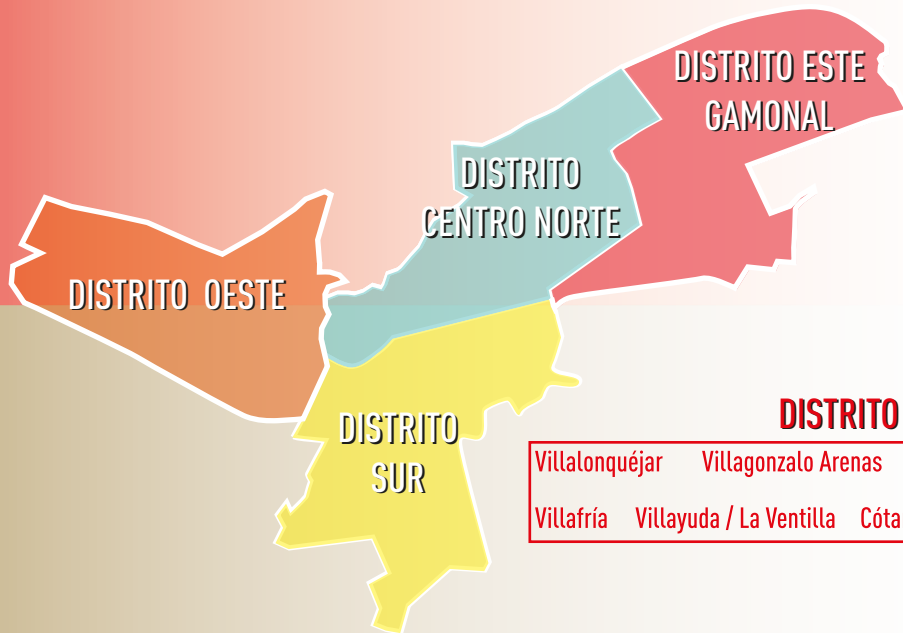 DISTRITO ESTE
GAMONAL
DISTRITO
CENTRO NORTE
DISTRITO OESTE
DISTRITO
SUR
DISTRITO
Villalonquéjar Villagonzalo Arenas
Villafría Villayuda / La Ventilla Cóta